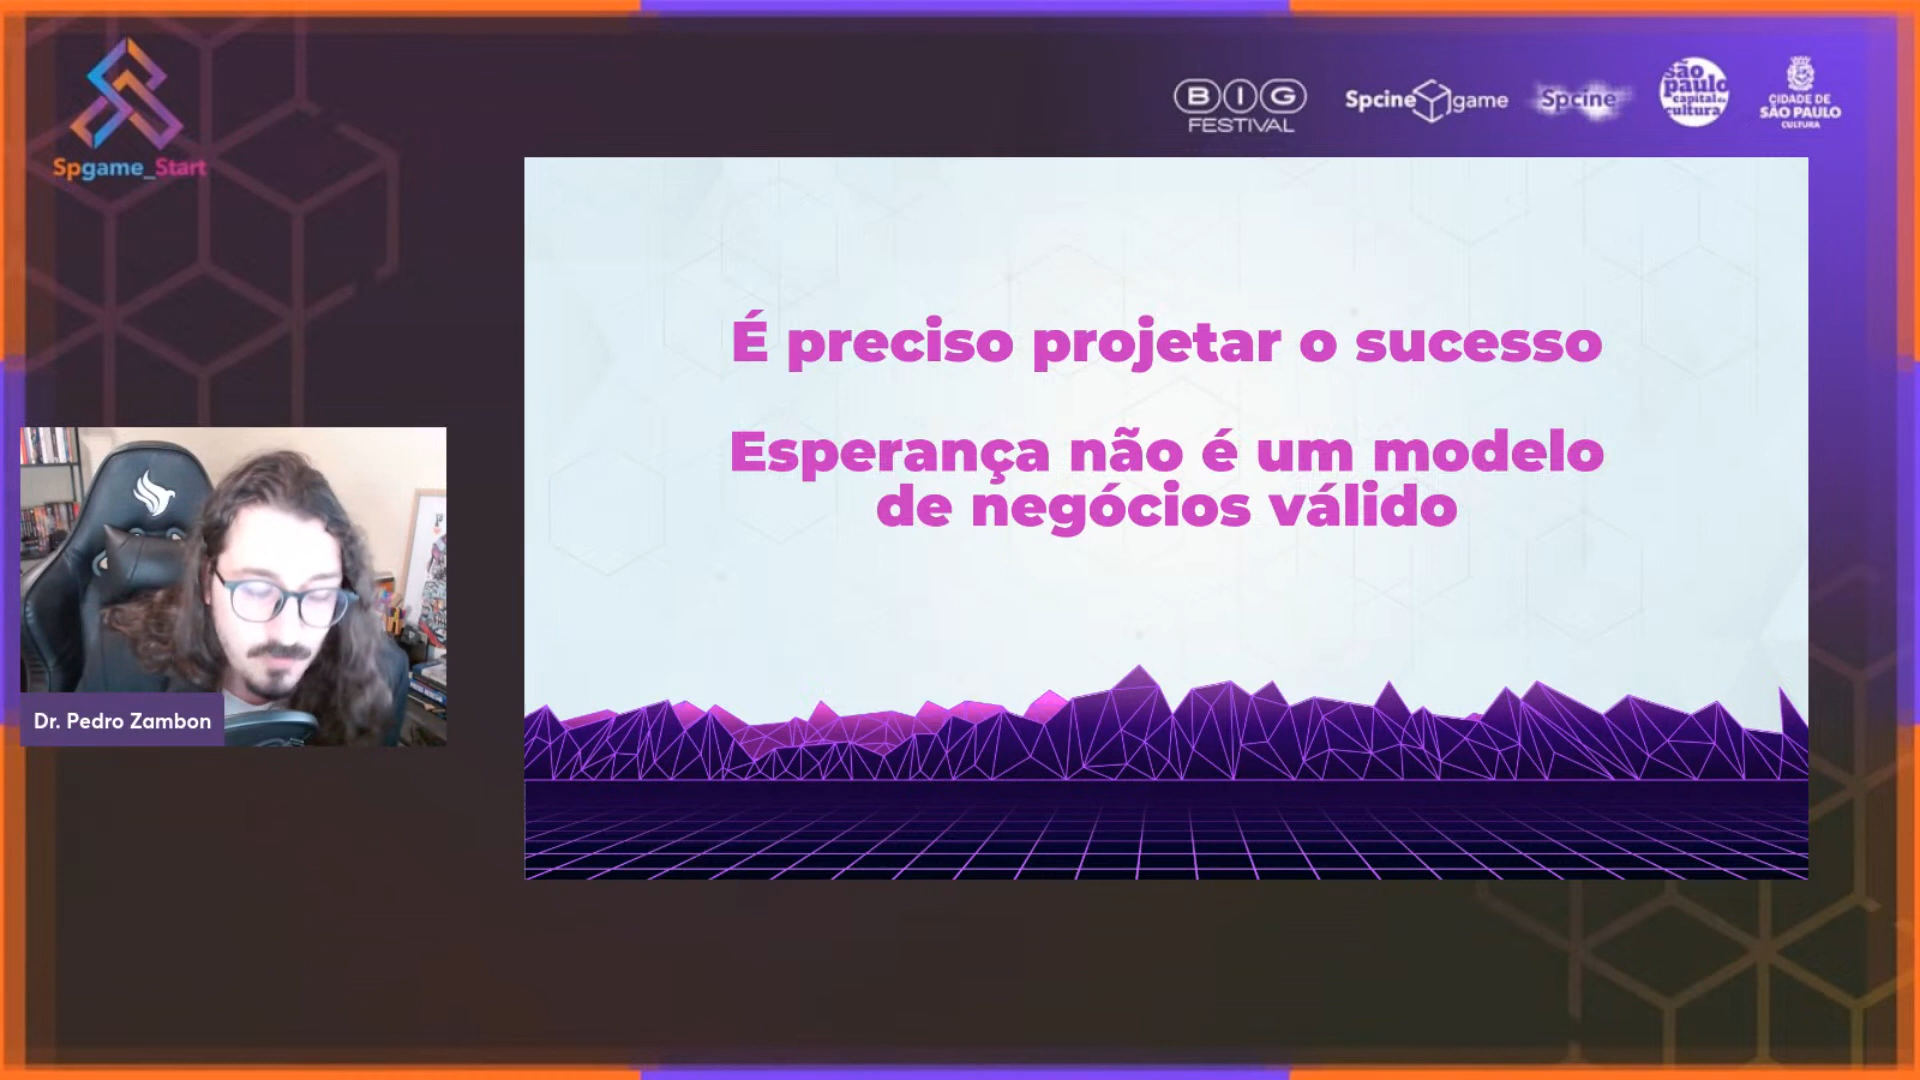 Spgame_Start
BIG
FESTIVAL
Spcine game
Spcine
são
paulo
capital da
cultura
CIDADE DE
SÃO PAULO
CULTURA
É preciso projetar o sucesso
Esperança não é um modelo
de negócios válido
Dr. Pedro Zambon